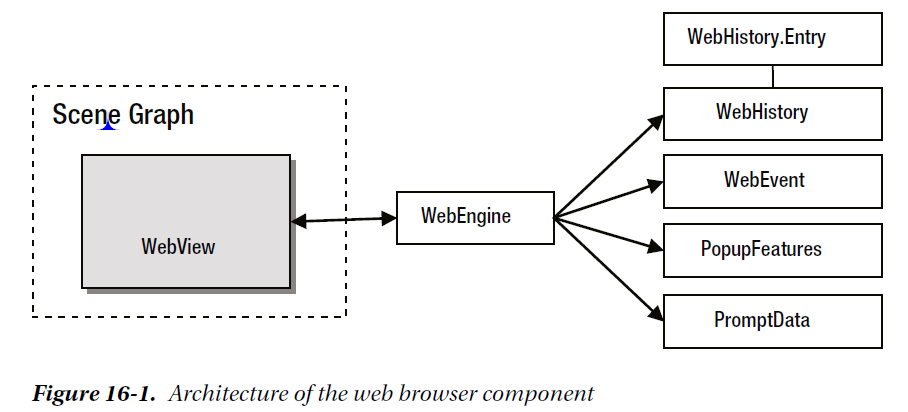 WebHistory.Entry
Scene Graph
WebHistory
WebEvent
WebEngine
WebView
PopupFeatures
PromptData
Figure 16-1. Architecture of the web browser component